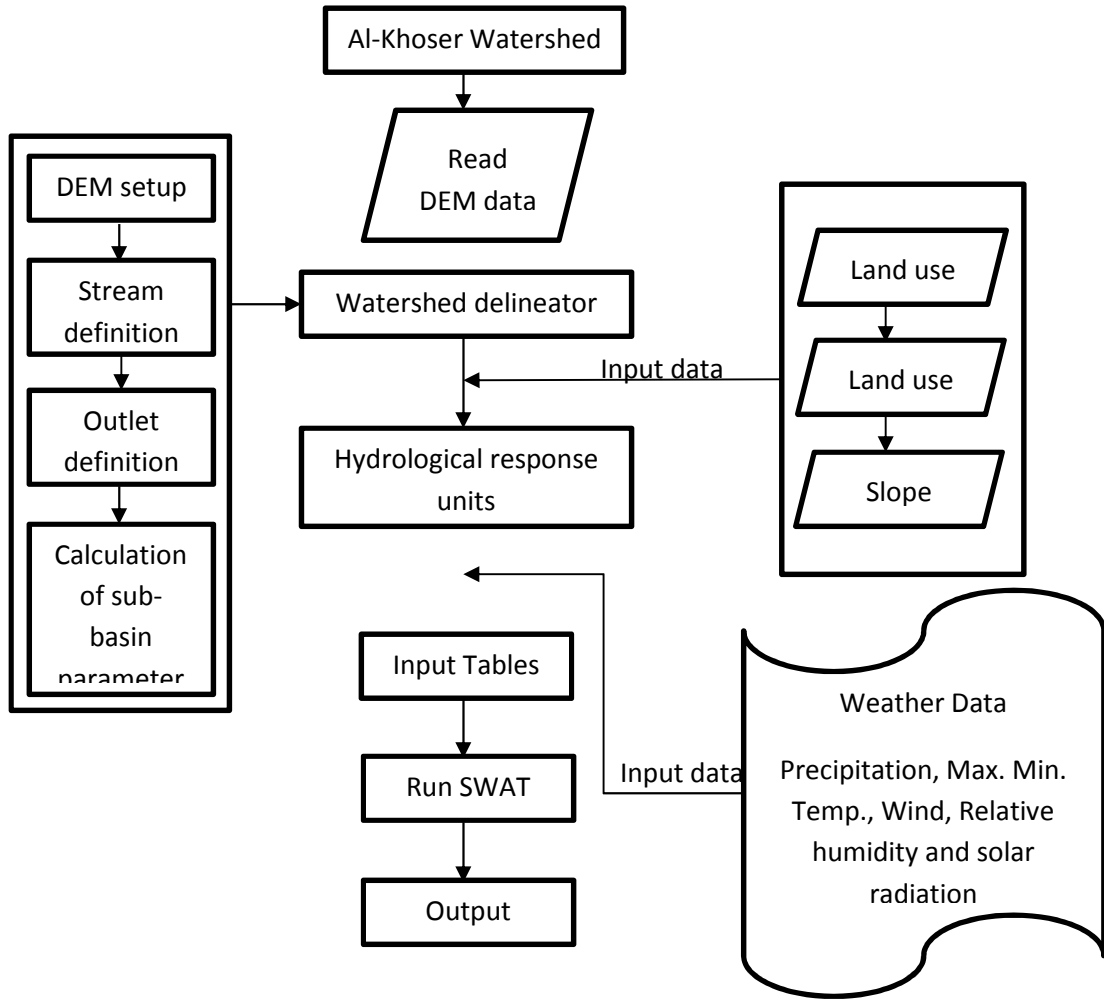 Al-Khoser Watershed
Read
DEM data
DEM setup
Stream
definition
Outlet
definition
Calculation
of sub-
basin
parameter
Watershed delineator
Input data
Hydrological response
units
Land use
Land use
Slope
Input Tables
Run SWAT
Output
Input data
Weather Data
Precipitation, Max. Min.
Temp., Wind, Relative
humidity and solar
radiation